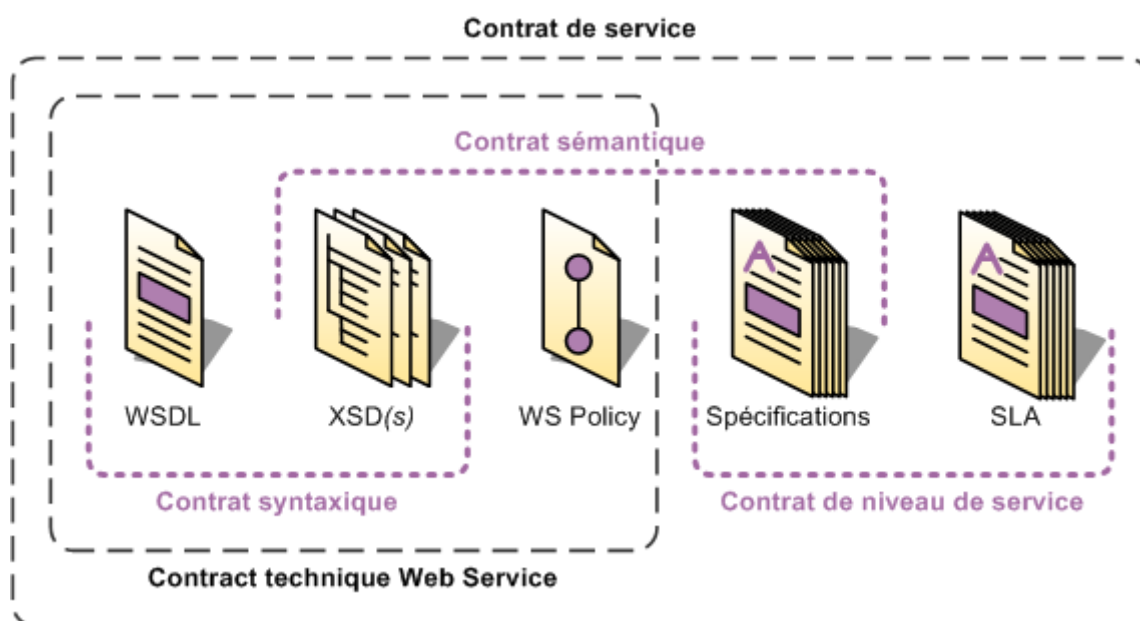 Contrat de service
Contrat sémantique
A
A
WSDL
XSD(s)
WS Policy
Spécifications
SLA
Contrat syntaxique
Contrat de niveau de service
Contract technique Web Service